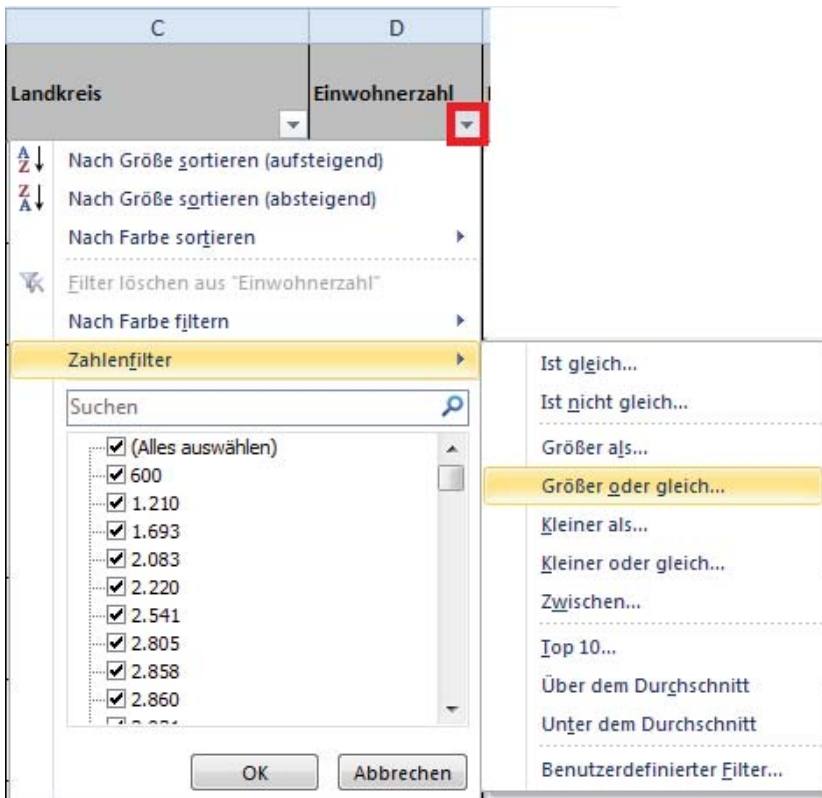 C D
Landkreis Einwohnerzahl
Nach Größe sortieren (aufsteigend)
Nach Größe sortieren (absteigend)
Nach Farbe sortieren
Filter löschen aus "Einwohnerzahl"
Nach Farbe filtern
Zahlenfilter
Suchen
(Alles auswählen)
600
1.210
1.693
2.083
2.220
2.541
2.805
2.858
2.860
OK Abbrechen
Ist gleich...
Ist nicht gleich...
Größer als...
Größer oder gleich...
Kleiner als...
Kleiner oder gleich...
Zwischen...
Top 10...
Über dem Durchschnitt
Unter dem Durchschnitt
Benutzerdefinierter Filter...